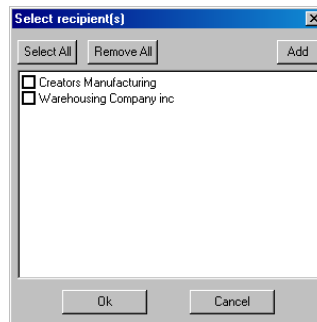 Select recipient(s)
Select All Remove All Add
Creators Manufacturing
Warehousing Company inc
Ok Cancel